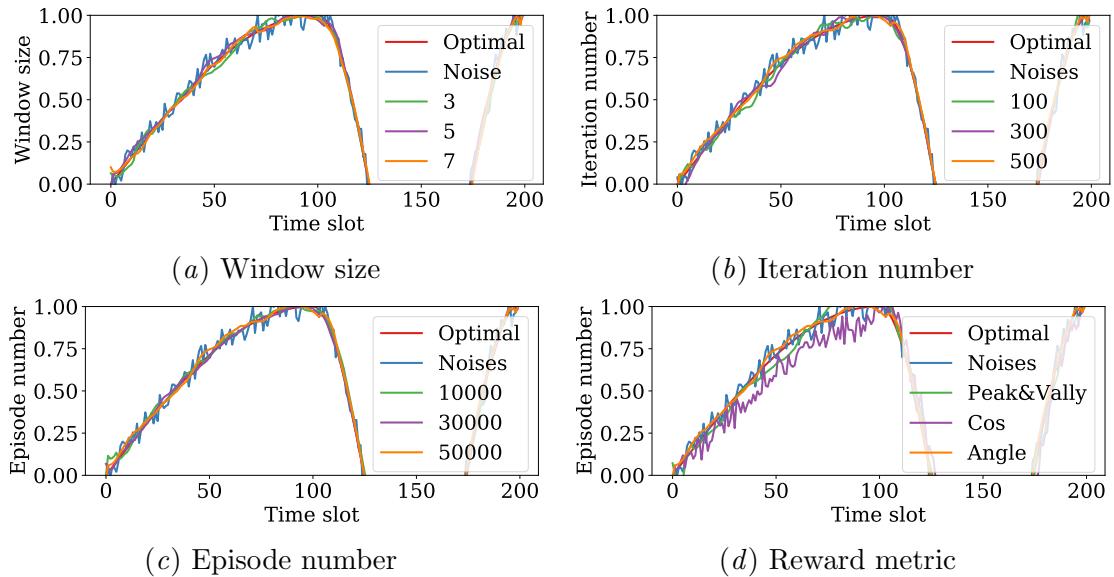 Window size
1.00
0.75
0.50
0.25
0.00
Optimal
Noise
3
5
7
0 50 100 150 200
Time slot
(a) Window size
Iteration number
1.00
0.75
0.50
0.25
0.00
Optimal
Noises
100
300
500
0 50 100 150 200
Time slot
(b) Iteration number
Episode number
1.00
0.75
0.50
0.25
0.00
Optimal
Noises
10000
30000
50000
0 50 100 150 200
Time slot
(c) Episode number
Episode number
1.00
0.75
0.50
0.25
0.00
Optimal
Noises
Peak&Vally
Cos
Angle
0 50 100 150 200
Time slot
(d) Reward metric